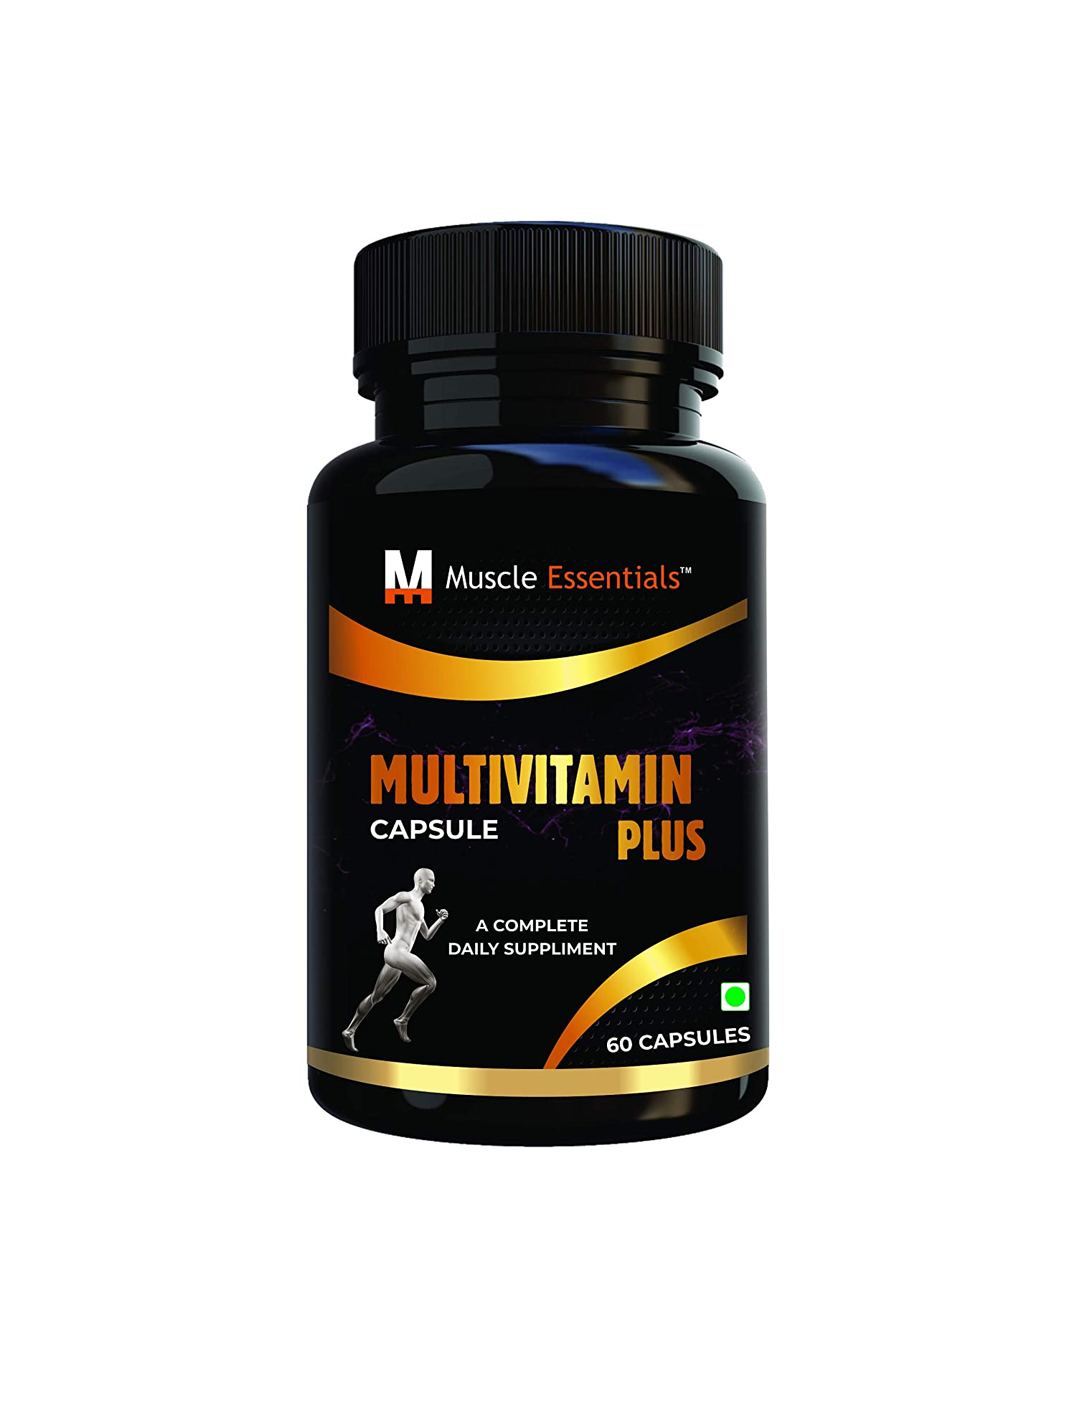 Muscle Essentials™
MULTIVITAMIN
CAPSULE
PLUS
A COMPLETE
DAILY SUPPLIMENT
60 CAPSULES